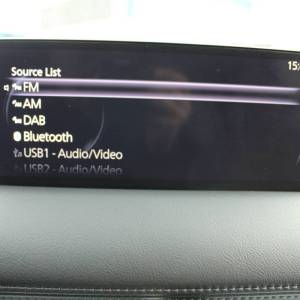 Source List
15:
FM
AM
DAB
Bluetooth
USB1 - Audio/Video
USB2 - Audio/Video